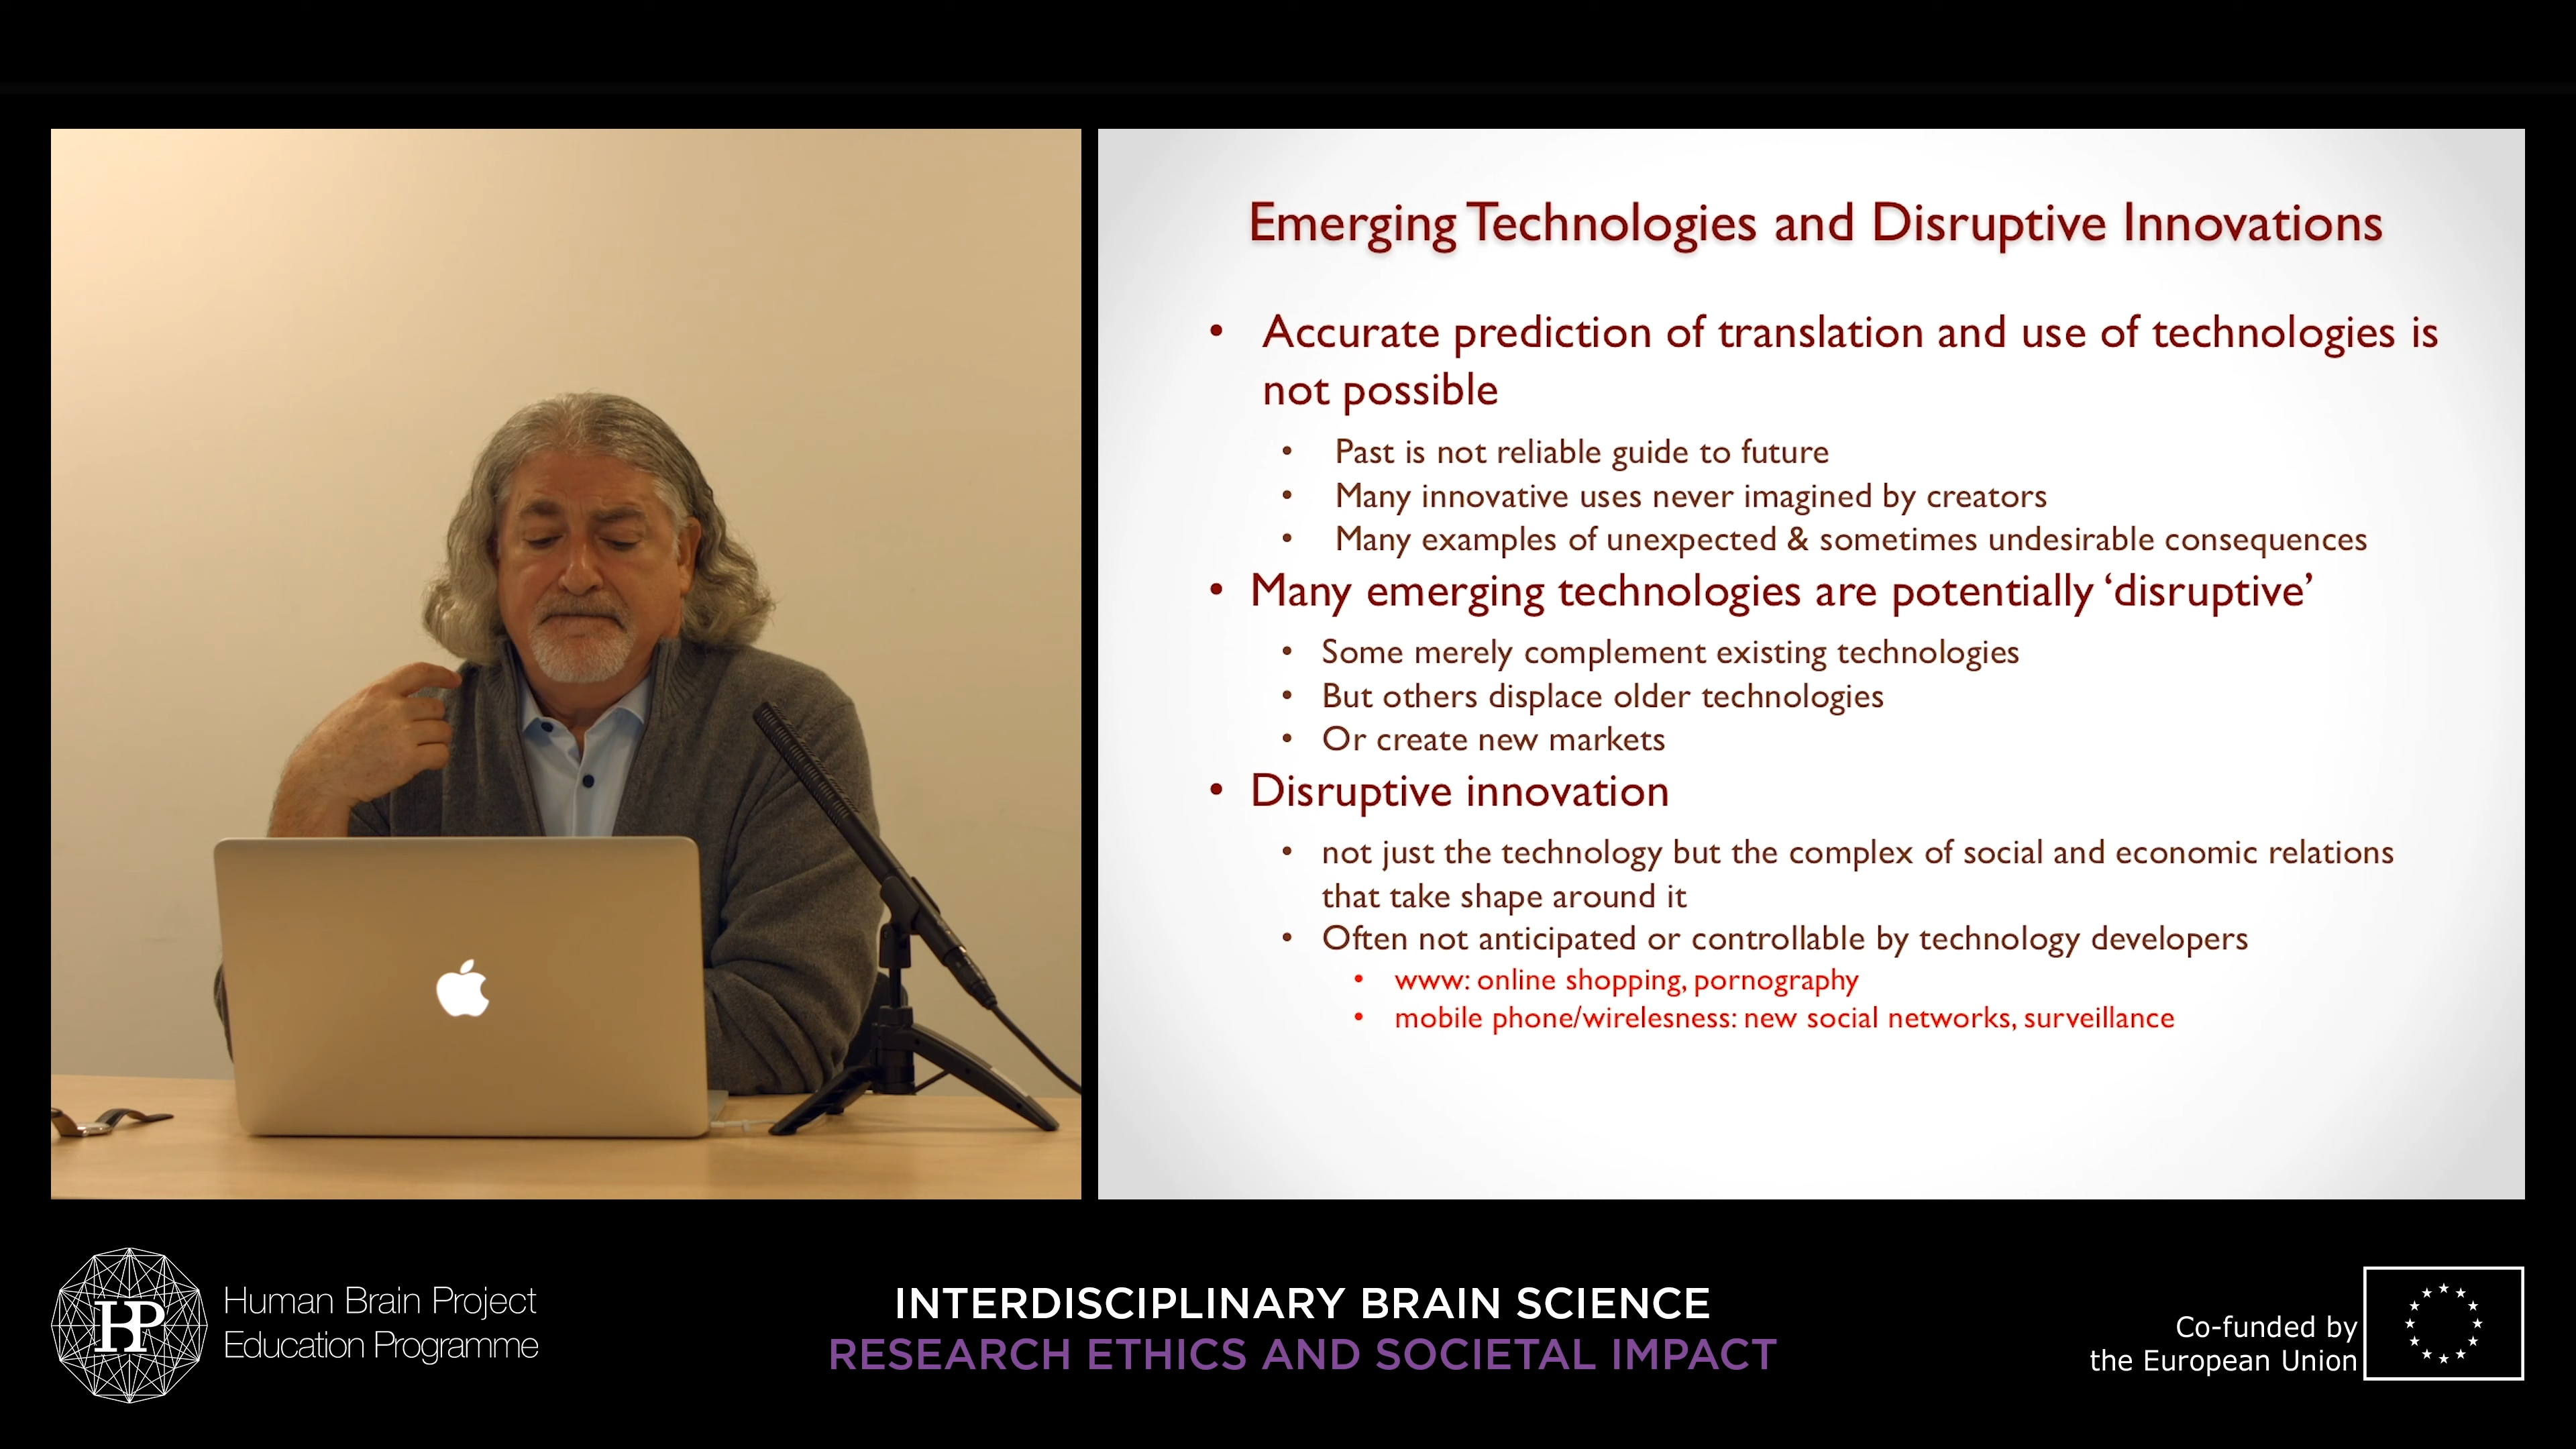 Emerging Technologies and Disruptive Innovations
• Accurate prediction of translation and use of technologies is
not possible
• Past is not reliable guide to future
• Many innovative uses never imagined by creators
• Many examples of unexpected & sometimes undesirable consequences
• Many emerging technologies are potentially ‘disruptive’
• Some merely complement existing technologies
• But others displace older technologies
• Or create new markets
• Disruptive innovation
• not just the technology but the complex of social and economic relations
that take shape around it
• Often not anticipated or controllable by technology developers
• www: online shopping, pornography
• mobile phone/wirelesness: new social networks, surveillance
HBP
Human Brain Project
Education Programme
INTERDISCIPLINARY BRAIN SCIENCE
RESEARCH ETHICS AND SOCIETAL IMPACT
Co-funded by
the European Union